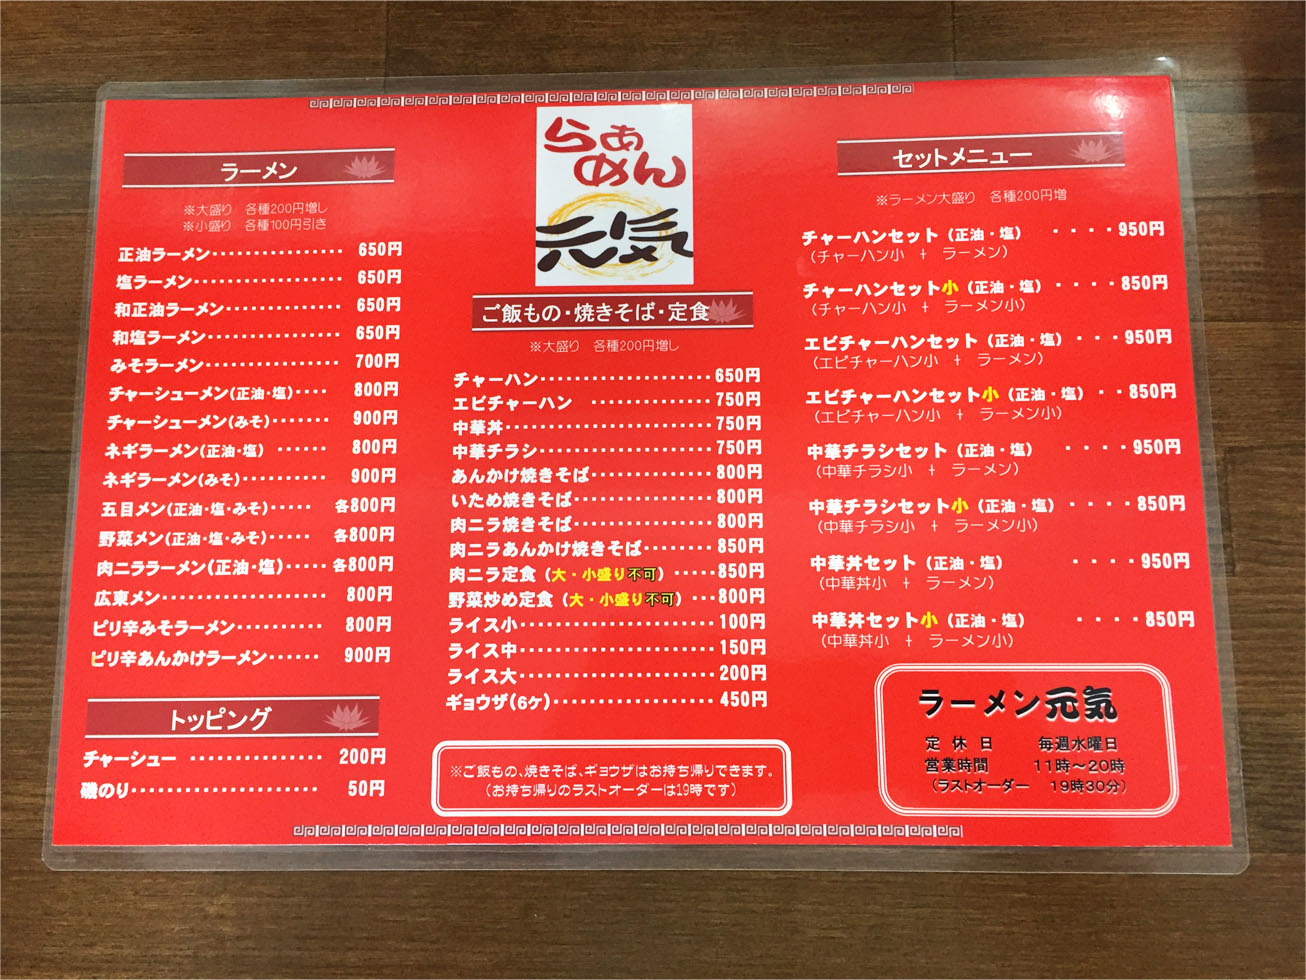 らぁ
めん
元気
ラーメン
※大盛り 各種200円増し
※小盛り 各種100円引き
正油ラーメン・・・・・・・・・・・・・・・・ 650円
塩ラーメン・・・・・・・・・・・・・・・・・・ 650円
和正油ラーメン・・・・・・・・・・・・・・ 650円
和塩ラーメン・・・・・・・・・・・・・・・・ 650円
みそラーメン・・・・・・・・・・・・・・・・・ 700円
チャーシューメン(正油・塩)・・・・ 800円
チャーシューメン(みそ)・・・・・・・ 900円
ネギラーメン(正油・塩) ・・・・・・ 800円
ネギラーメン(みそ)・・・・・・・・・・ 900円
五目メン(正油・塩・みそ)・・・・・ 各800円
野菜メン(正油・塩・みそ)・・・・・ 各800円
肉ニララーメン(正油・塩)・・・・・各800円
広東メン・・・・・・・・・・・・・・・・・・・・ 800円
ピリ辛みそラーメン・・・・・・・・・・・ 800円
ピリ辛あんかけラーメン・・・・・・ 900円
トッピング
チャーシュー ・・・・・・・・・・・・・・ 200円
磯のり・・・・・・・・・・・・・・・・・・・・・・・ 50円
ご飯もの・焼きそば・定食
※大盛り 各種200円増し
チャーハン・・・・・・・・・・・・・・・・・・・・・650円
エビチャーハン ・・・・・・・・・・・・・・・750円
中華丼・・・・・・・・・・・・・・・・・・・・・・・・・・750円
中華チラシ・・・・・・・・・・・・・・・・・・・・・750円
あんかけ焼きそば・・・・・・・・・・・・・・・800円
いため焼きそば・・・・・・・・・・・・・・・・・800円
肉ニラ焼きそば・・・・・・・・・・・・・・・・・800円
肉ニラあんかけ焼きそば・・・・・・・・850円
肉ニラ定食(大・小盛り不可)・・・・・850円
野菜炒め定食(大・小盛り不可)・・・800円
ライス小・・・・・・・・・・・・・・・・・・・・・・・・100円
ライス中・・・・・・・・・・・・・・・・・・・・・・・・150円
ライス大・・・・・・・・・・・・・・・・・・・・・・・・200円
ギョウザ(6ケ)・・・・・・・・・・・・・・・・・・・450円
※ご飯もの、焼きそば、ギョウザはお持ち帰りできます。
(お持ち帰りのラストオーダーは19時です)
セットメニュー
※ラーメン大盛り 各種200円増
チャーハンセット(正油・塩) ・・・・950円
(チャーハン小 + ラーメン)
チャーハンセット小(正油・塩)・・・・850円
(チャーハン小 + ラーメン小)
エビチャーハンセット(正油・塩)・・・950円
(エビチャーハン小 + ラーメン)
エビチャーハンセット小(正油・塩)・・850円
(エビチャーハン小 + ラーメン小)
中華チラシセット(正油・塩) ・・・・950円
(中華チラシ小 + ラーメン)
中華チラシセット小(正油・塩)・・・・850円
(中華チラシ小 + ラーメン小)
中華丼セット(正油・塩) ・・・・950円
(中華丼小 + ラーメン)
中華丼セット小(正油・塩) ・・・・850円
(中華丼小 + ラーメン小)
ラーメン元気
定休日 毎週水曜日
営業時間 11時～20時
(ラストオーダー 19時30分)